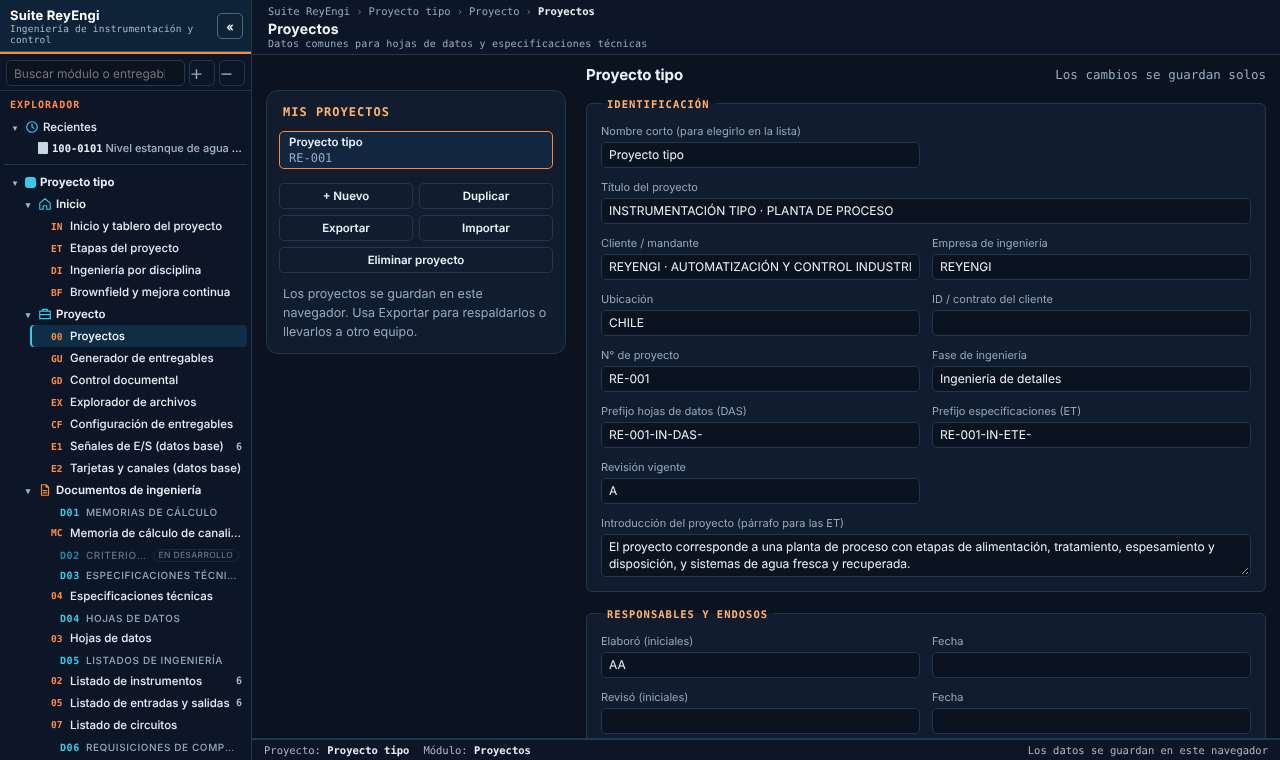 Suite ReyEngi
Ingeniería de instrumentación y
control
«
Buscar módulo o entregabl
+
−
EXPLORADOR
Recientes
100-0101 Nivel estanque de agua ...
Proyecto tipo
Inicio
IN Inicio y tablero del proyecto
ET Etapas del proyecto
DI Ingeniería por disciplina
BF Brownfield y mejora continua
Proyecto
00 Proyectos
GU Generador de entregables
GD Control documental
EX Explorador de archivos
CF Configuración de entregables
E1 Señales de E/S (datos base) 6
E2 Tarjetas y canales (datos base)
Documentos de ingeniería
D01 MEMORIAS DE CÁLCULO
MC Memoria de cálculo de canali...
D02 CRITERIO... EN DESARROLLO
D03 ESPECIFICACIONES TÉCNI...
04 Especificaciones técnicas
D04 HOJAS DE DATOS
03 Hojas de datos
D05 LISTADOS DE INGENIERÍA
02 Listado de instrumentos 6
05 Listado de entradas y salidas 6
07 Listado de circuitos
D06 REQUISICIONES DE COMP...
Suite ReyEngi › Proyecto tipo › Proyecto › Proyectos
Proyectos
Datos comunes para hojas de datos y especificaciones técnicas
MIS PROYECTOS
Proyecto tipo
RE-001
+ Nuevo
Duplicar
Exportar
Importar
Eliminar proyecto
Los proyectos se guardan en este
navegador. Usa Exportar para respaldarlos o
llevarlos a otro equipo.
Proyecto tipo
Los cambios se guardan solos
IDENTIFICACIÓN
Nombre corto (para elegirlo en la lista)
Proyecto tipo
Título del proyecto
INSTRUMENTACIÓN TIPO · PLANTA DE PROCESO
Cliente / mandante
Empresa de ingeniería
REYENGI · AUTOMATIZACIÓN Y CONTROL INDUSTRI
REYENGI
Ubicación
ID / contrato del cliente
CHILE
N° de proyecto
Fase de ingeniería
RE-001
Ingeniería de detalles
Prefijo hojas de datos (DAS)
Prefijo especificaciones (ET)
RE-001-IN-DAS-
RE-001-IN-ETE-
Revisión vigente
A
Introducción del proyecto (párrafo para las ET)
El proyecto corresponde a una planta de proceso con etapas de alimentación, tratamiento, espesamiento y
disposición, y sistemas de agua fresca y recuperada.
RESPONSABLES Y ENDOSOS
Elaboró (iniciales)
Fecha
AA
Revisó (iniciales)
Fecha
Proyecto: Proyecto tipo Módulo: Proyectos
Los datos se guardan en este navegador